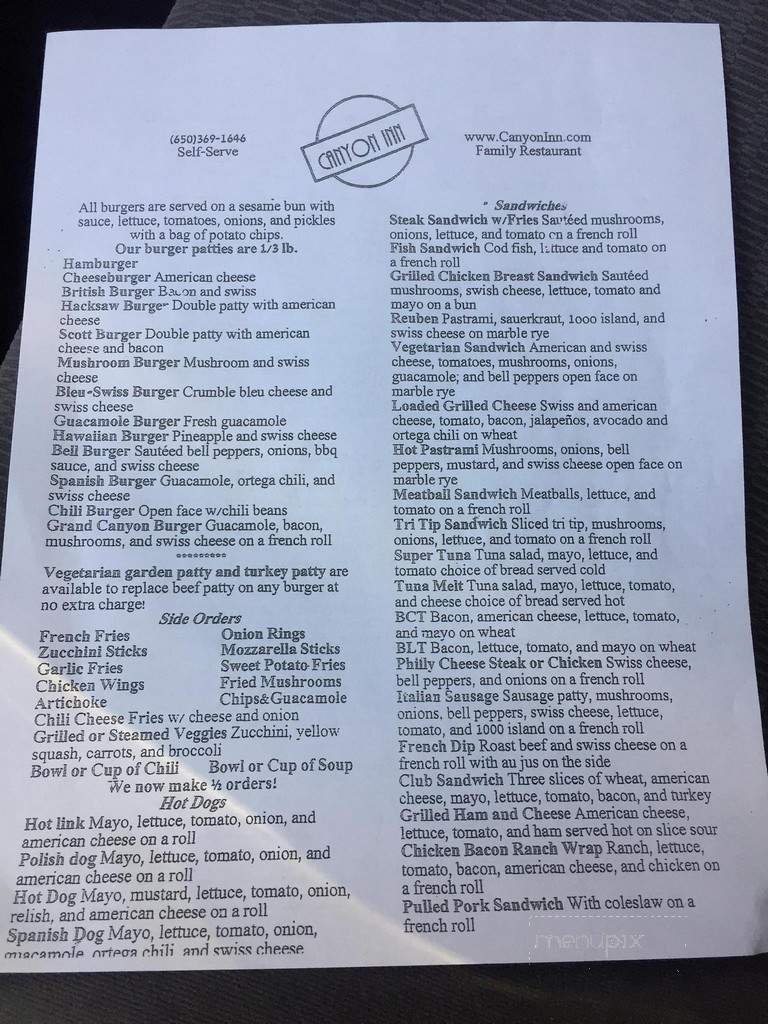 (650)369-1646
Self-Serve
CANYON INN
www.CanyonInn.com
Family Restaurant
All burgers are served on a sesame bun with
sauce, lettuce, tomatoes, onions, and pickles
with a bag of potato chips.
Our burger patties are 1/3 lb.
Hamburger
Cheeseburger American cheese
British Burger Bacon and swiss
Hacksaw Burger Double patty with american
cheese
Scott Burger Double patty with american
cheese and bacon
Mushroom Burger Mushroom and swiss
cheese
Bleu-Swiss Burger Crumble bleu cheese and
swiss cheese
Guacamole Burger Fresh guacamole
Hawaiian Burger Pineapple and swiss cheese
Bell Burger Sautéed bell peppers, onions, bbq
sauce, and swiss cheese
Spanish Burger Guacamole, ortega chili, and
swiss cheese
Chili Burger Open face w/chili beans
Grand Canyon Burger Guacamole, bacon,
mushrooms, and swiss cheese on a french roll
*********
Vegetarian garden patty and turkey patty are
available to replace beef patty on any burger at
no extra charge!
Side Orders
French Fries Onion Rings
Zucchini Sticks Mozzarella Sticks
Garlic Fries Sweet Potato Fries
Chicken Wings Fried Mushrooms
Artichoke Chips&Guacamole
Chili Cheese Fries w/ cheese and onion
Grilled or Steamed Veggies Zucchini, yellow
squash, carrots, and broccoli
Bowl or Cup of Chili Bowl or Cup of Soup
We now make ½ orders!
Hot Dogs
Hot link Mayo, lettuce, tomato, onion, and
american cheese on a roll
Polish dog Mayo, lettuce, tomato, onion, and
american cheese on a roll
Hot Dog Mayo, mustard, lettuce, tomato, onion,
relish, and american cheese on a roll
Spanish Dog Mayo, lettuce, tomato, onion,
guacamole, ortega chili, and swiss cheese
Sandwiches
Steak Sandwich w/Fries Sautéed mushrooms,
onions, lettuce, and tomato on a french roll
Fish Sandwich Cod fish, lettuce and tomato on
a french roll
Grilled Chicken Breast Sandwich Sautéed
mushrooms, swish cheese, lettuce, tomato and
mayo on a bun
Reuben Pastrami, sauerkraut, 1000 island, and
swiss cheese on marble rye
Vegetarian Sandwich American and swiss
cheese, tomatoes, mushrooms, onions,
guacamole; and bell peppers open face on
marble rye
Loaded Grilled Cheese Swiss and american
cheese, tomato, bacon, jalapeños, avocado and
ortega chili on wheat
Hot Pastrami Mushrooms, onions, bell
peppers, mustard, and swiss cheese open face on
marble rye
Meatball Sandwich Meatballs, lettuce, and
tomato on a french roll
Tri Tip Sandwich Sliced tri tip, mushrooms,
onions, lettuce, and tomato on a french roll
Super Tuna Tuna salad, mayo, lettuce, and
tomato choice of bread served cold
Tuna Melt Tuna salad, mayo, lettuce, tomato,
and cheese choice of bread served hot
BCT Bacon, american cheese, lettuce, tomato,
and mayo on wheat
BLT Bacon, lettuce, tomato, and mayo on wheat
Philly Cheese Steak or Chicken Swiss cheese,
bell peppers, and onions on a french roll
Italian Sausage Sausage patty, mushrooms,
onions, bell peppers, swiss cheese, lettuce,
tomato, and 1000 island on a french roll
French Dip Roast beef and swiss cheese on a
french roll with au jus on the side
Club Sandwich Three slices of wheat, american
cheese, mayo, lettuce, tomato, bacon, and turkey
Grilled Ham and Cheese American cheese,
lettuce, tomato, and ham served hot on slice sour
Chicken Bacon Ranch Wrap Ranch, lettuce,
tomato, bacon, american cheese, and chicken on
a french roll
Pulled Pork Sandwich With coleslaw on a
french roll
menupix